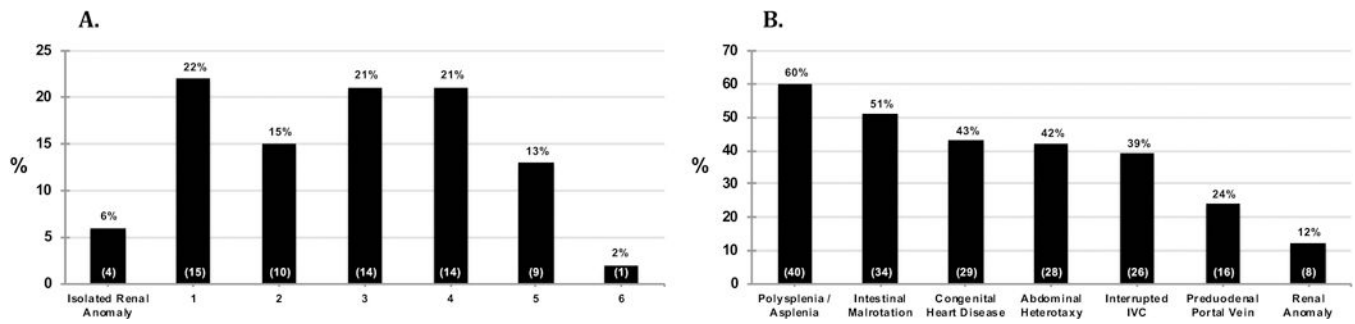 A.
25
20
15
10
5
0
%
6%
22%
15%
21%
21%
13%
2%
(4)
(15)
(10)
(14)
(14)
(9)
(1)
Isolated Renal
Anomaly
1
2
3
4
5
6
B.
70
60
50
40
30
20
10
0
%
60%
51%
43%
42%
39%
24%
12%
(40)
(34)
(29)
(28)
(26)
(16)
(8)
Polysplenia /
Asplenia
Intestinal
Malrotation
Congenital
Heart Disease
Abdominal
Heterotaxy
Interrupted
IVC
Preduodenal
Portal Vein
Renal
Anomaly